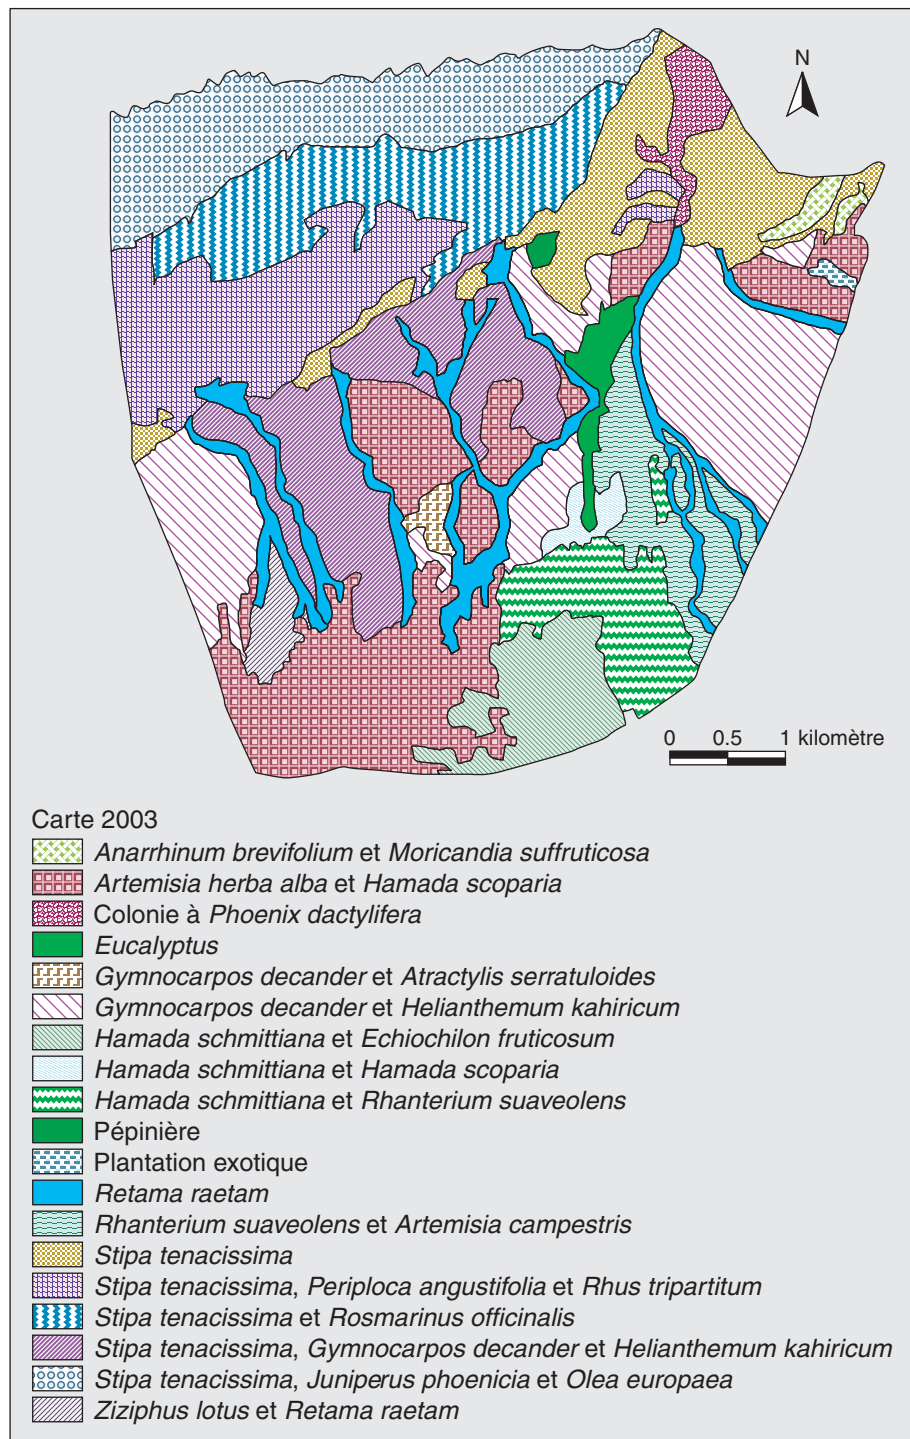 N
0 0.5 1 kilomètre
Carte 2003
Anarrhinum brevifolium et Moricandia suffruticosa
Artemisia herba alba et Hamada scoparia
Colonie à Phoenix dactylifera
Eucalyptus
Gymnocarpos decander et Atractylis serratuloides
Gymnocarpos decander et Helianthemum kahiricum
Hamada schmittiana et Echiochilon fruticosum
Hamada schmittiana et Hamada scoparia
Hamada schmittiana et Rhanterium suaveolens
Pépinière
Plantation exotique
Retama raetam
Rhanterium suaveolens et Artemisia campestris
Stipa tenacissima
Stipa tenacissima, Periploca angustifolia et Rhus tripartitum
Stipa tenacissima et Rosmarinus officinalis
Stipa tenacissima, Gymnocarpos decander et Helianthemum kahiricum
Stipa tenacissima, Juniperus phoenicia et Olea europaea
Ziziphus lotus et Retama raetam